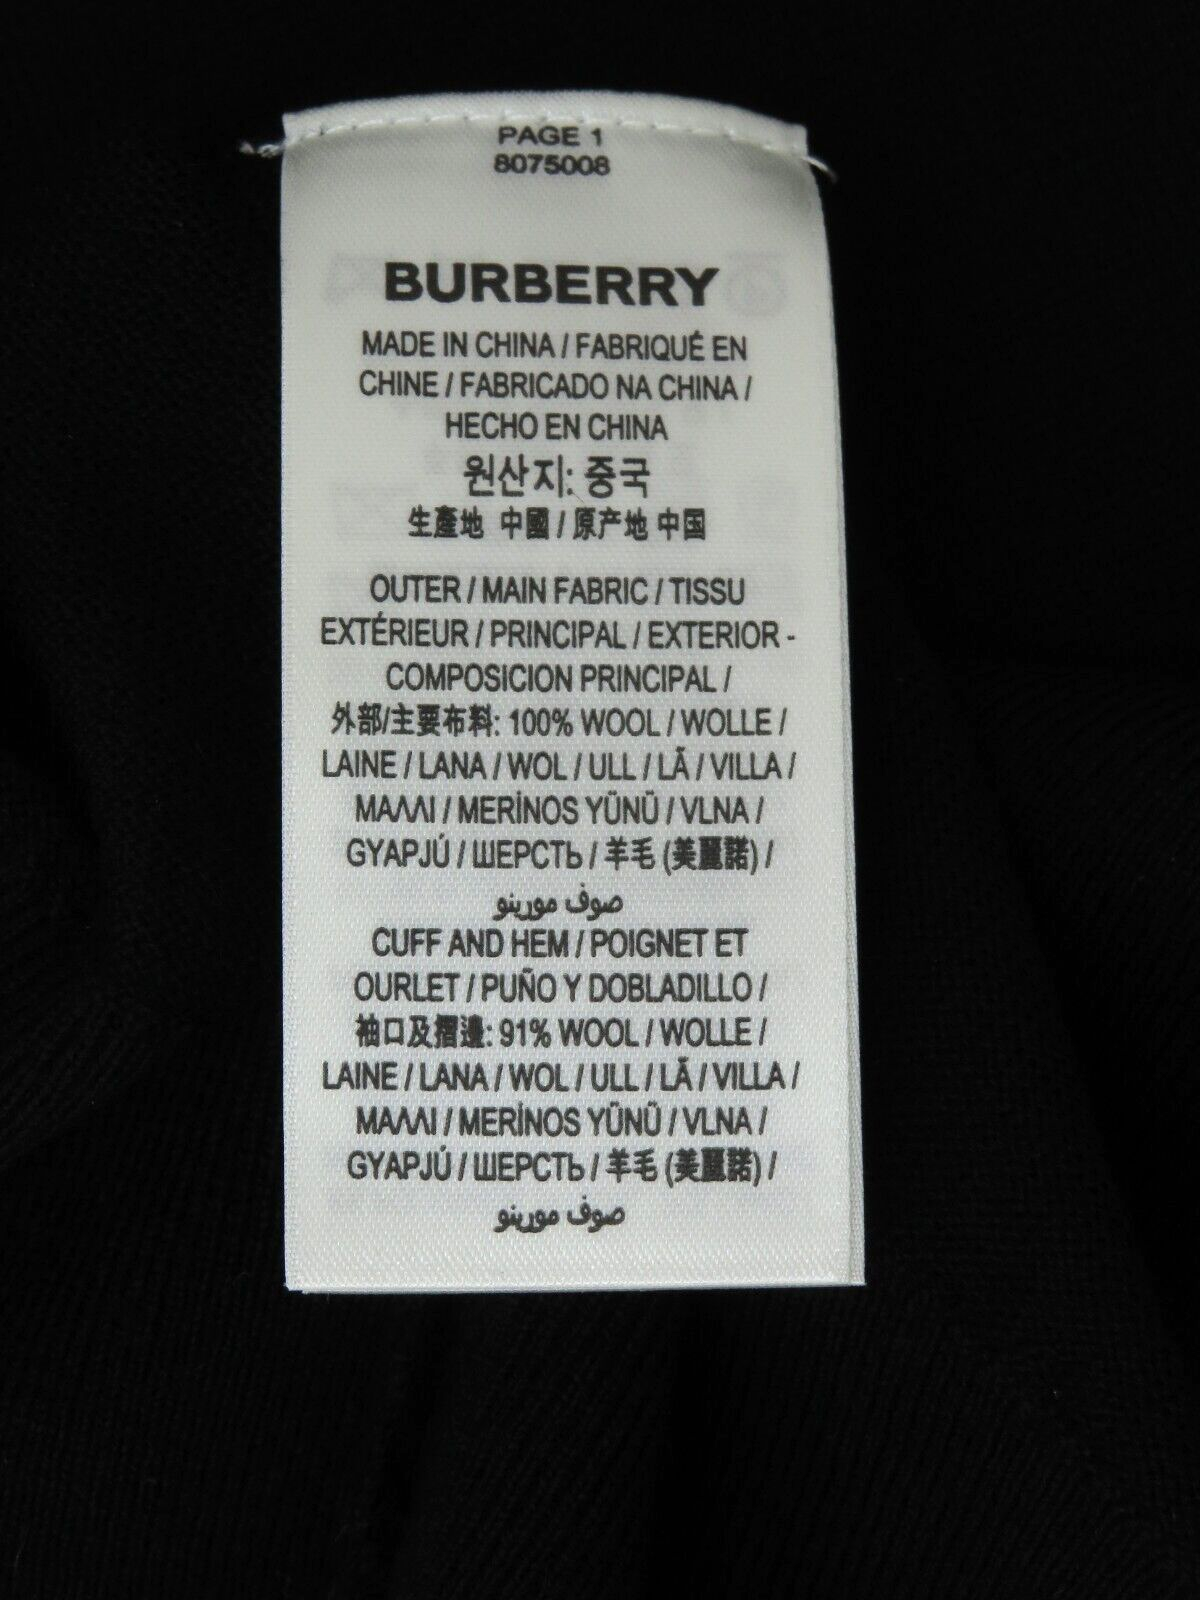 PAGE 1
8075008
BURBERRY
MADE IN CHINA / FABRIQUÉ EN
CHINE / FABRICADO NA CHINA /
HECHO EN CHINA
원산지: 중국
生產地 中國 / 原产地 中国
OUTER / MAIN FABRIC / TISSU
EXTÉRIEUR / PRINCIPAL / EXTERIOR -
COMPOSICION PRINCIPAL /
外部/主要布料: 100% WOOL / WOLLE /
LAINE / LANA / WOL / ULL / LÃ / VILLA /
ΜΑΛΛΙ / MERİNOS YÜNÜ / VLNA /
GYAPJÚ / ШЕРСТЬ / 羊毛 (美麗諾) /
صوف مورينو
CUFF AND HEM / POIGNET ET
OURLET / PUÑO Y DOBLADILLO /
袖口及摺邊: 91% WOOL / WOLLE /
LAINE / LANA / WOL / ULL / LÃ / VILLA /
ΜΑΛΛΙ / MERİNOS YÜNÜ / VLNA /
GYAPJÚ / ШЕРСТЬ / 羊毛 (美麗諾) /
صوف مورينو